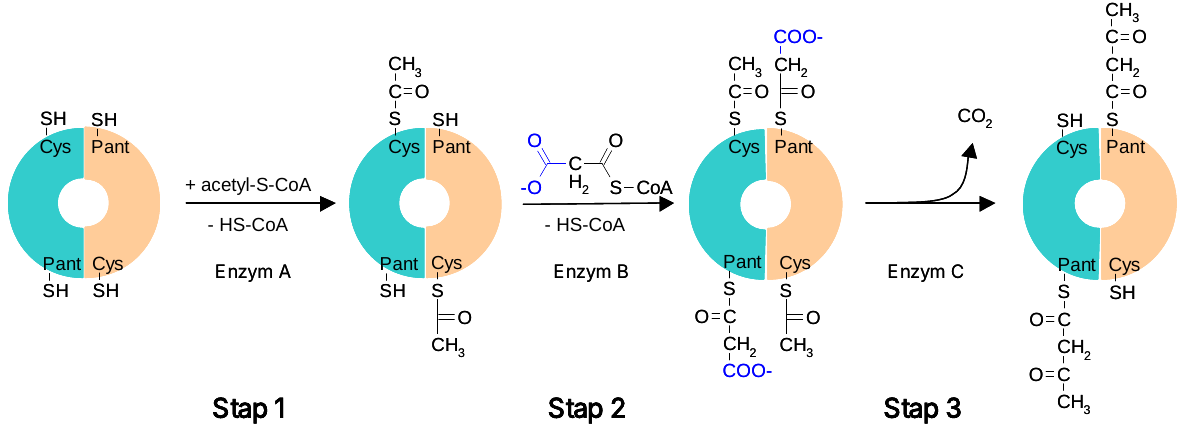 SH
SH
Cys
Pant
Pant
Cys
SH
SH
+ acetyl-S-CoA
- HS-CoA
Enzym A
Stap 1
CH3
C=O
S
SH
Cys
Pant
Pant
Cys
SH
S
O
CH3
O
O
-O
C
H2
S-CoA
- HS-CoA
Enzym B
Stap 2
COO-
CH3
CH2
C=O
O
S
S
Cys
Pant
Pant
Cys
S
S
O=C
O
CH2
CH3
COO-
CO2
Enzym C
Stap 3
CH3
C=O
CH2
C=O
SH
S
Cys
Pant
Pant
Cys
S
SH
O=C
CH2
O=C
CH3